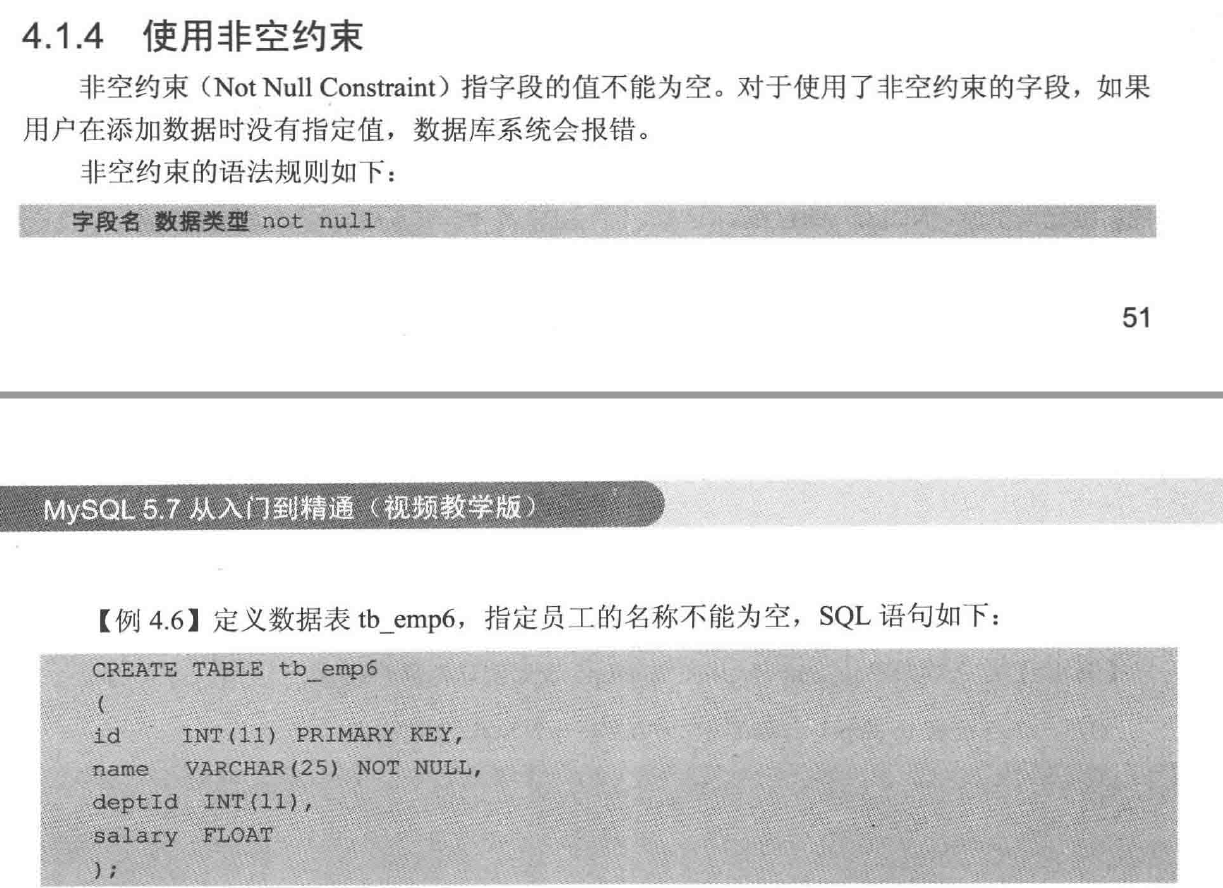 4.1.4 使用非空约束
非空约束（Not Null Constraint）指字段的值不能为空。对于使用了非空约束的字段，如果
用户在添加数据时没有指定值，数据库系统会报错。
非空约束的语法规则如下：
字段名 数据类型 not null
51
MySQL 5.7 从入门到精通（视频教学版）
【例 4.6】定义数据表 tb_emp6，指定员工的名称不能为空，SQL 语句如下：
CREATE TABLE tb_emp6
(
id INT(11) PRIMARY KEY,
name VARCHAR(25) NOT NULL,
deptId INT(11),
salary FLOAT
);